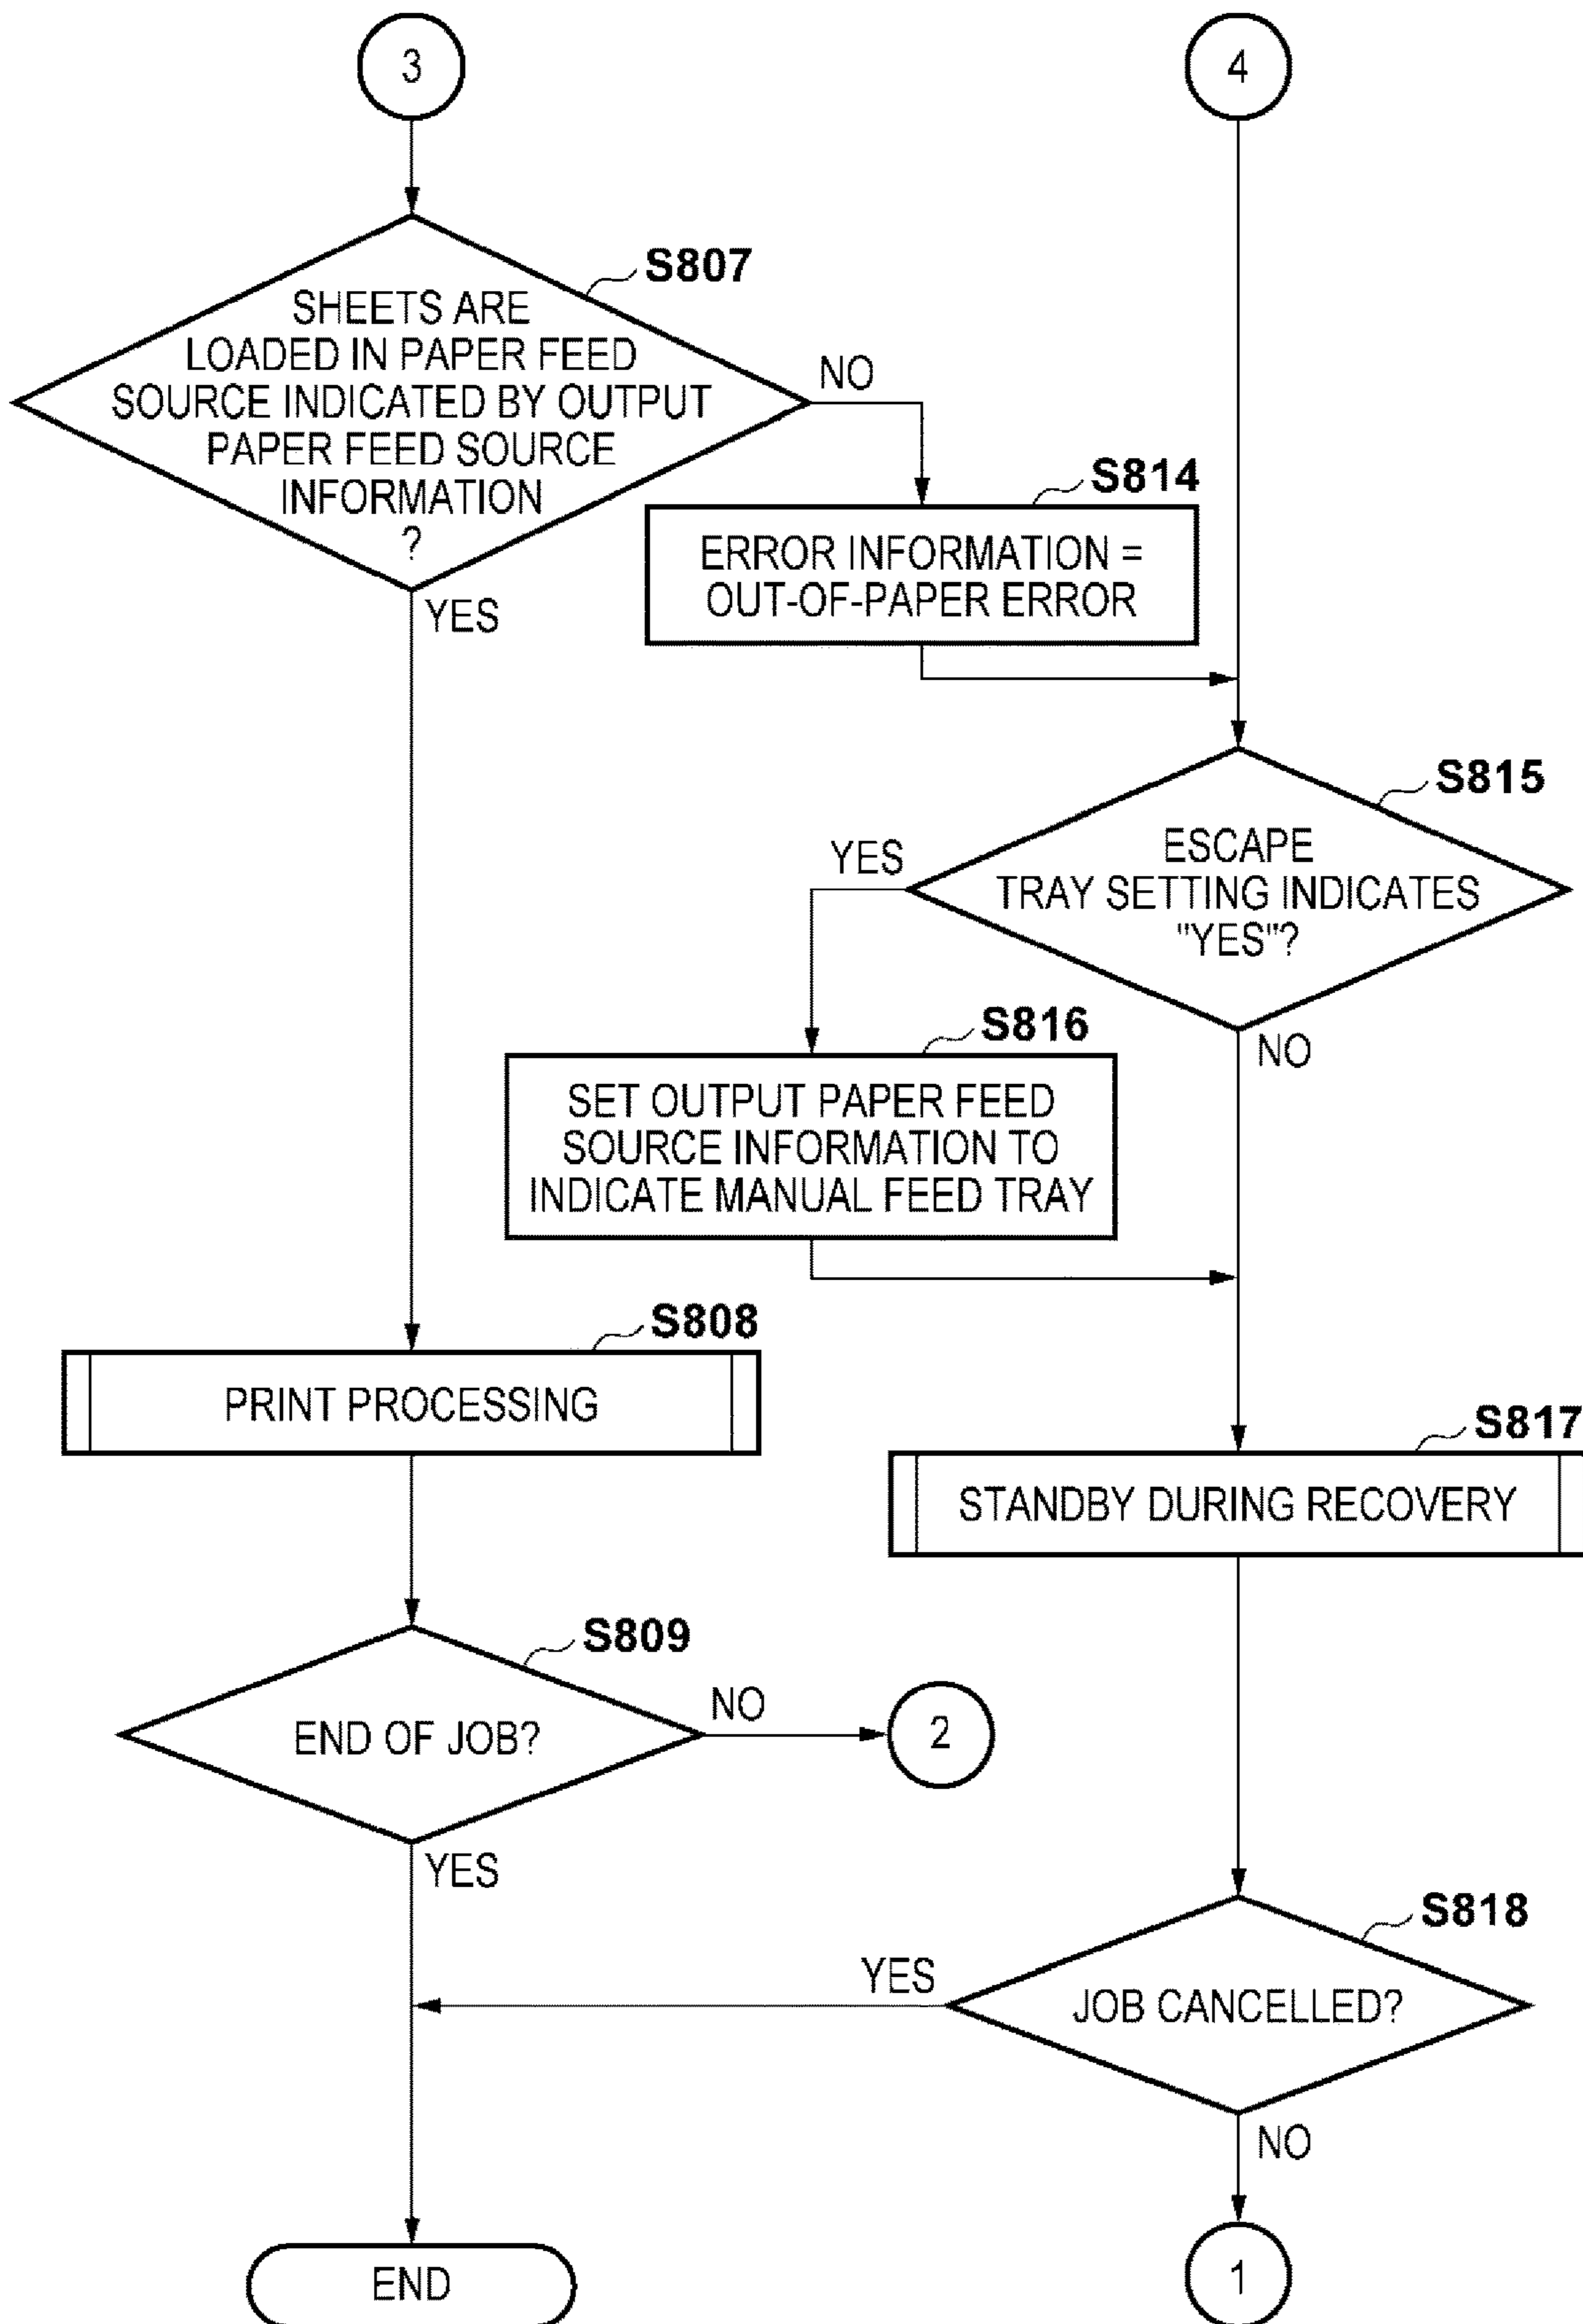 3
4
S807
SHEETS ARE
LOADED IN PAPER FEED
SOURCE INDICATED BY OUTPUT
PAPER FEED SOURCE
INFORMATION
?
NO
YES
S814
ERROR INFORMATION =
OUT-OF-PAPER ERROR
S815
ESCAPE
TRAY SETTING INDICATES
"YES"?
YES
NO
S816
SET OUTPUT PAPER FEED
SOURCE INFORMATION TO
INDICATE MANUAL FEED TRAY
S808
PRINT PROCESSING
S817
STANDBY DURING RECOVERY
S809
END OF JOB?
NO
2
YES
S818
JOB CANCELLED?
YES
NO
END
1